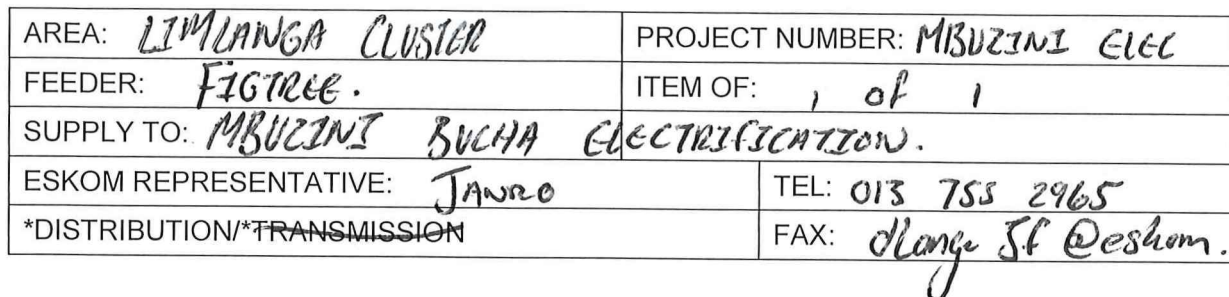 AREA: LIMLANGA CLUSTER PROJECT NUMBER: MBUZINI ELEC
FEEDER: FIGTREE. ITEM OF: 1 of 1
SUPPLY TO: MBUZINI BUCHA ELECTRIFICATION.
ESKOM REPRESENTATIVE: JANRO TEL: 013 753 2965
*DISTRIBUTION/*TRANSMISSION FAX: dlange Jf @eskom.